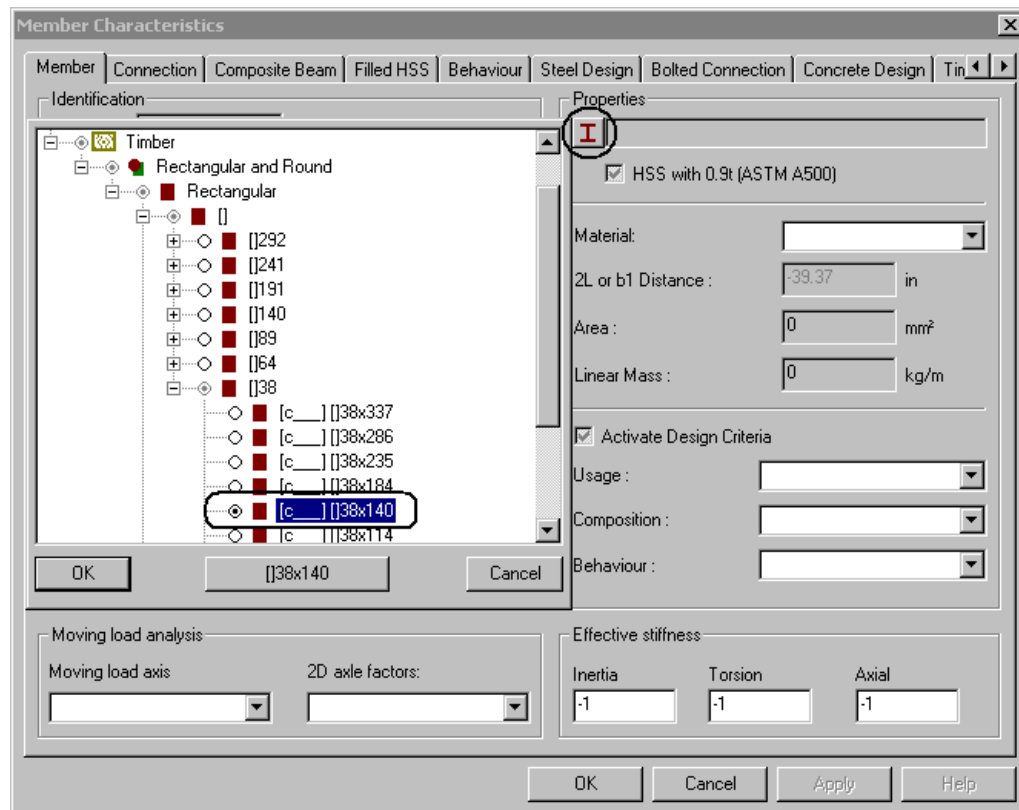 Member Characteristics
Member Connection Composite Beam Filled HSS Behaviour Steel Design Bolted Connection Concrete Design Tim
Identification
Timber
Rectangular and Round
Rectangular
[]
[]292
[]241
[]191
[]140
[]89
[]64
[]38
[c___] []38x337
[c___] []38x286
[c___] []38x235
[c___] []38x184
[c___] []38x140
[c___] []38x114
OK []38x140 Cancel
Properties
I
HSS with 0.9t (ASTM A500)
Material:
2L or b1 Distance : -39.37 in
Area : 0 mm²
Linear Mass : 0 kg/m
Activate Design Criteria
Usage :
Composition :
Behaviour :
Moving load analysis
Moving load axis 2D axle factors:
Effective stiffness
Inertia Torsion Axial
-1 -1 -1
OK Cancel Apply Help